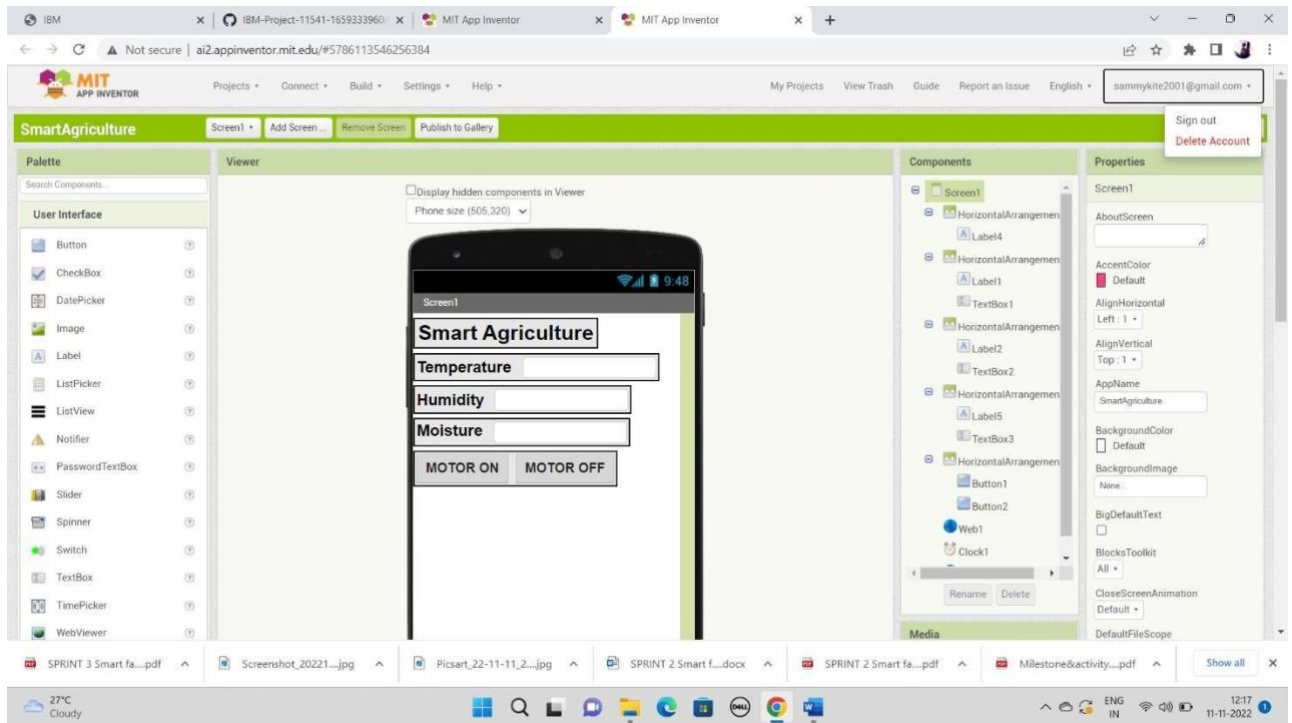 IBM
IBM-Project-11541-1659333960
MIT App Inventor
MIT App Inventor
Not secure | ai2.appinventor.mit.edu/#5786113546256384
MIT
APP INVENTOR
Projects Connect Build Settings Help
My Projects View Trash Guide Report an Issue English sammykite2001@gmail.com
Sign out
Delete Account
SmartAgriculture
Screen1 Add Screen ... Remove Screen Publish to Gallery
Palette
Search Components...
User Interface
Button
CheckBox
DatePicker
Image
Label
ListPicker
ListView
Notifier
PasswordTextBox
Slider
Spinner
Switch
TextBox
TimePicker
WebViewer
Viewer
Display hidden components in Viewer
Phone size (505,320)
9:48
Screen1
Smart Agriculture
Temperature
Humidity
Moisture
MOTOR ON MOTOR OFF
Components
Screen1
HorizontalArrangemen
Label4
HorizontalArrangemen
Label1
TextBox1
HorizontalArrangemen
Label2
TextBox2
HorizontalArrangemen
Label5
TextBox3
HorizontalArrangemen
Button1
Button2
Web1
Clock1
Rename Delete
Media
Properties
Screen1
AboutScreen
AccentColor
Default
AlignHorizontal
Left : 1
AlignVertical
Top : 1
AppName
SmartAgriculture
BackgroundColor
Default
BackgroundImage
None...
BigDefaultText
BlocksToolkit
All
CloseScreenAnimation
Default
DefaultFileScope
SPRINT 3 Smart fa....pdf
Screenshot_20221....jpg
Picsart_22-11-11_2....jpg
SPRINT 2 Smart f....docx
SPRINT 2 Smart fa....pdf
Milestone&activity....pdf
Show all
27°C
Cloudy
DELL
ENG
IN
12:17
11-11-2022
1